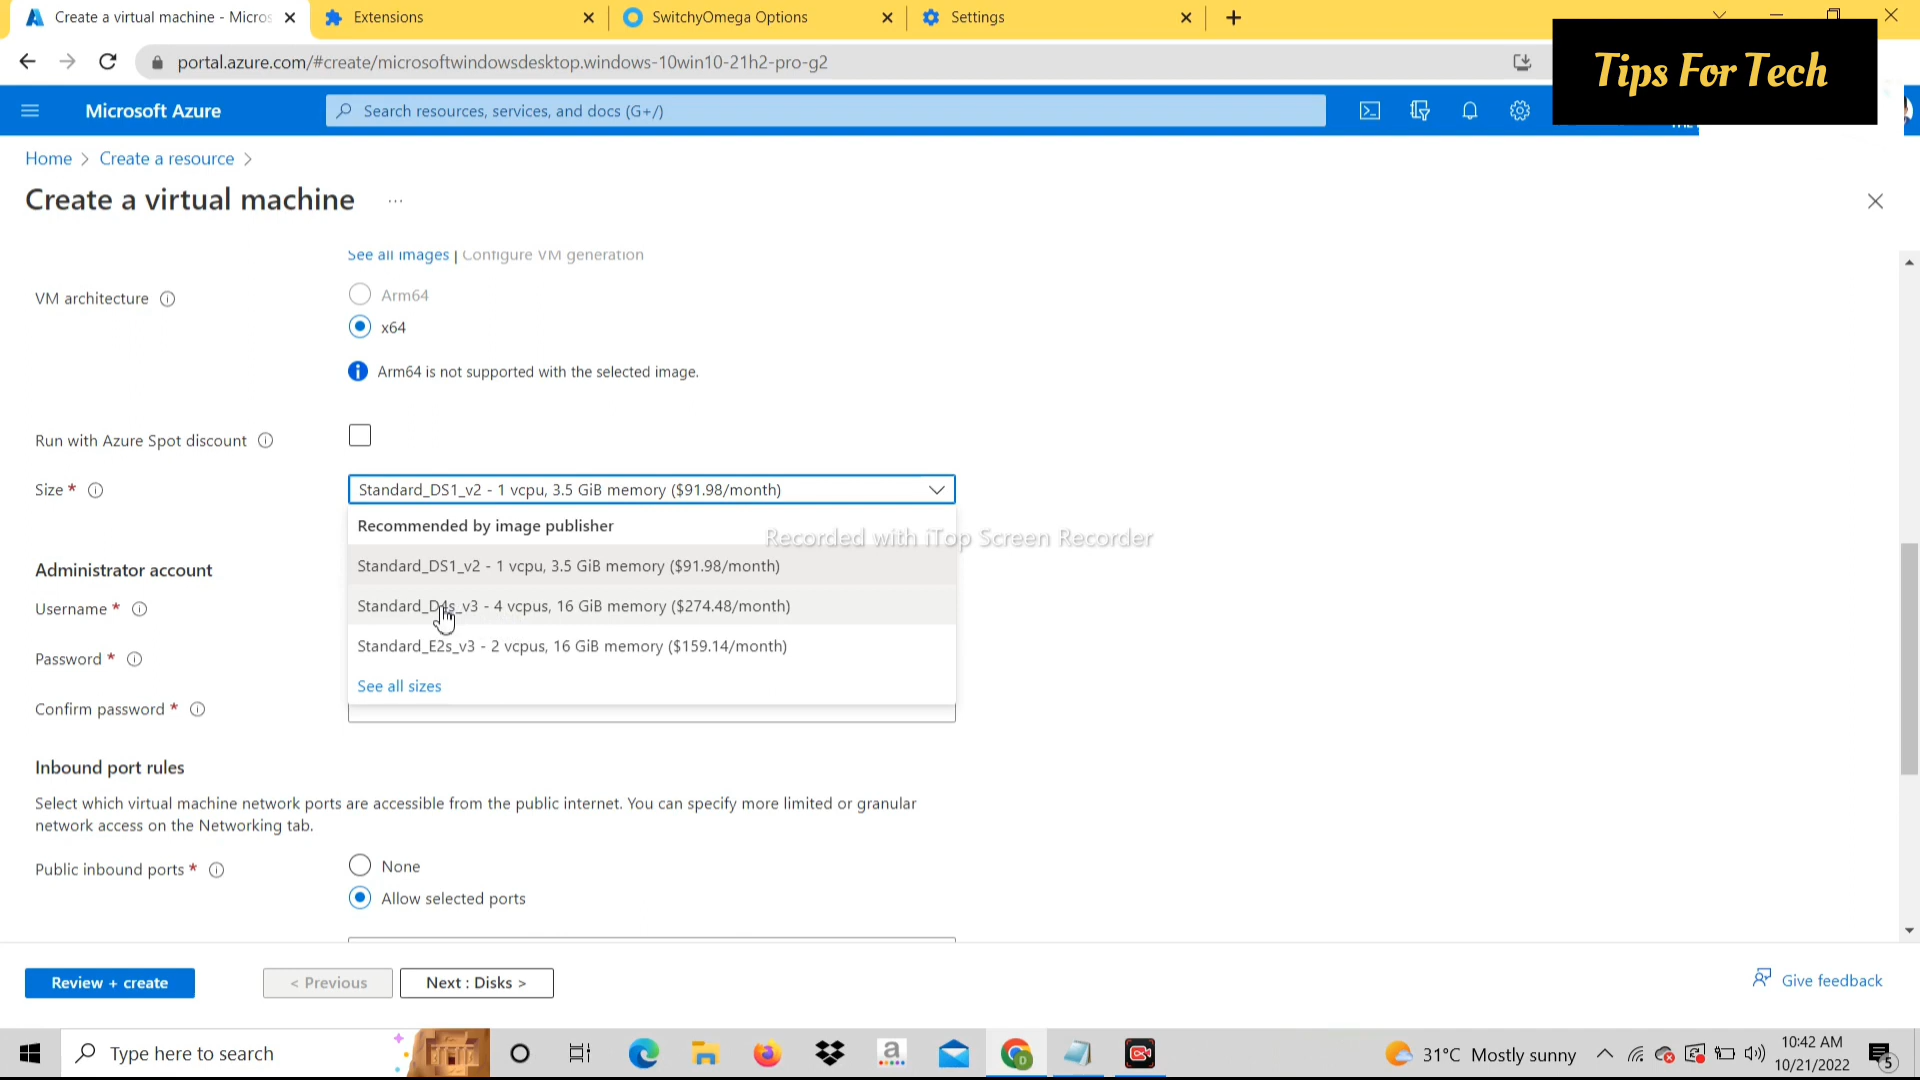 Create a virtual machine - Micros
Extensions
SwitchyOmega Options
Settings
portal.azure.com/#create/microsoftwindowsdesktop.windows-10win10-21h2-pro-g2
Tips For Tech
Microsoft Azure
Search resources, services, and docs (G+/)
Home > Create a resource >
Create a virtual machine ...
See all images | Configure VM generation
VM architecture
Arm64
x64
Arm64 is not supported with the selected image.
Run with Azure Spot discount
Size *
Standard_DS1_v2 - 1 vcpu, 3.5 GiB memory ($91.98/month)
Recommended by image publisher
Recorded with iTop Screen Recorder
Standard_DS1_v2 - 1 vcpu, 3.5 GiB memory ($91.98/month)
Administrator account
Username *
Standard_D4s_v3 - 4 vcpus, 16 GiB memory ($274.48/month)
Standard_E2s_v3 - 2 vcpus, 16 GiB memory ($159.14/month)
Password *
See all sizes
Confirm password *
Inbound port rules
Select which virtual machine network ports are accessible from the public internet. You can specify more limited or granular
network access on the Networking tab.
Public inbound ports *
None
Allow selected ports
Review + create
< Previous
Next : Disks >
Give feedback
Type here to search
31°C Mostly sunny
10:42 AM
10/21/2022
5